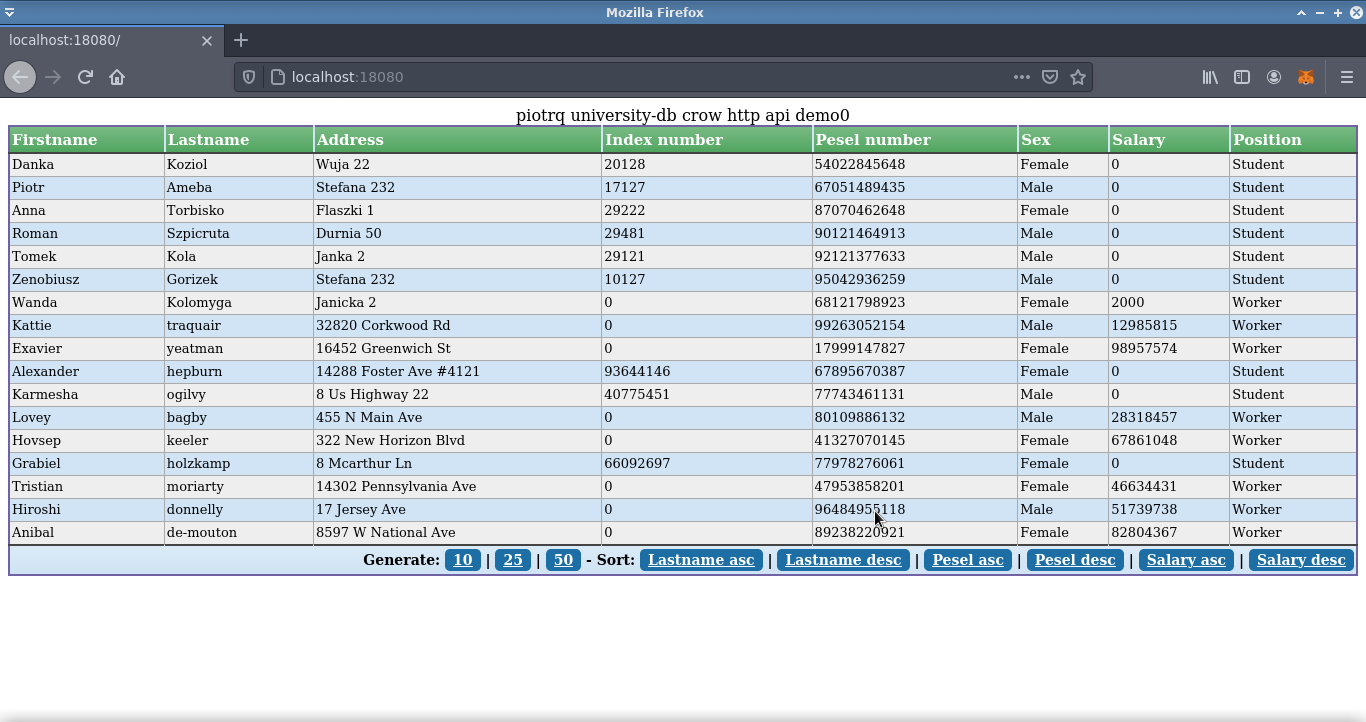 Mozilla Firefox
localhost:18080/
localhost:18080
piotrq university-db crow http api demo0
Firstname Lastname Address Index number Pesel number Sex Salary Position
Danka Koziol Wuja 22 20128 54022845648 Female 0 Student
Piotr Ameba Stefana 232 17127 67051489435 Male 0 Student
Anna Torbisko Flaszki 1 29222 87070462648 Female 0 Student
Roman Szpicruta Durnia 50 29481 90121464913 Male 0 Student
Tomek Kola Janka 2 29121 92121377633 Male 0 Student
Zenobiusz Gorizek Stefana 232 10127 95042936259 Male 0 Student
Wanda Kolomyga Janicka 2 0 68121798923 Female 2000 Worker
Kattie traquair 32820 Corkwood Rd 0 99263052154 Male 12985815 Worker
Exavier yeatman 16452 Greenwich St 0 17999147827 Female 98957574 Worker
Alexander hepburn 14288 Foster Ave #4121 93644146 67895670387 Female 0 Student
Karmesha ogilvy 8 Us Highway 22 40775451 77743461131 Male 0 Student
Lovey bagby 455 N Main Ave 0 80109886132 Male 28318457 Worker
Hovsep keeler 322 New Horizon Blvd 0 41327070145 Female 67861048 Worker
Grabiel holzkamp 8 Mcarthur Ln 66092697 77978276061 Female 0 Student
Tristian moriarty 14302 Pennsylvania Ave 0 47953858201 Female 46634431 Worker
Hiroshi donnelly 17 Jersey Ave 0 96484955118 Male 51739738 Worker
Anibal de-mouton 8597 W National Ave 0 89238220921 Female 82804367 Worker
Generate: 10 | 25 | 50 - Sort: Lastname asc | Lastname desc | Pesel asc | Pesel desc | Salary asc | Salary desc